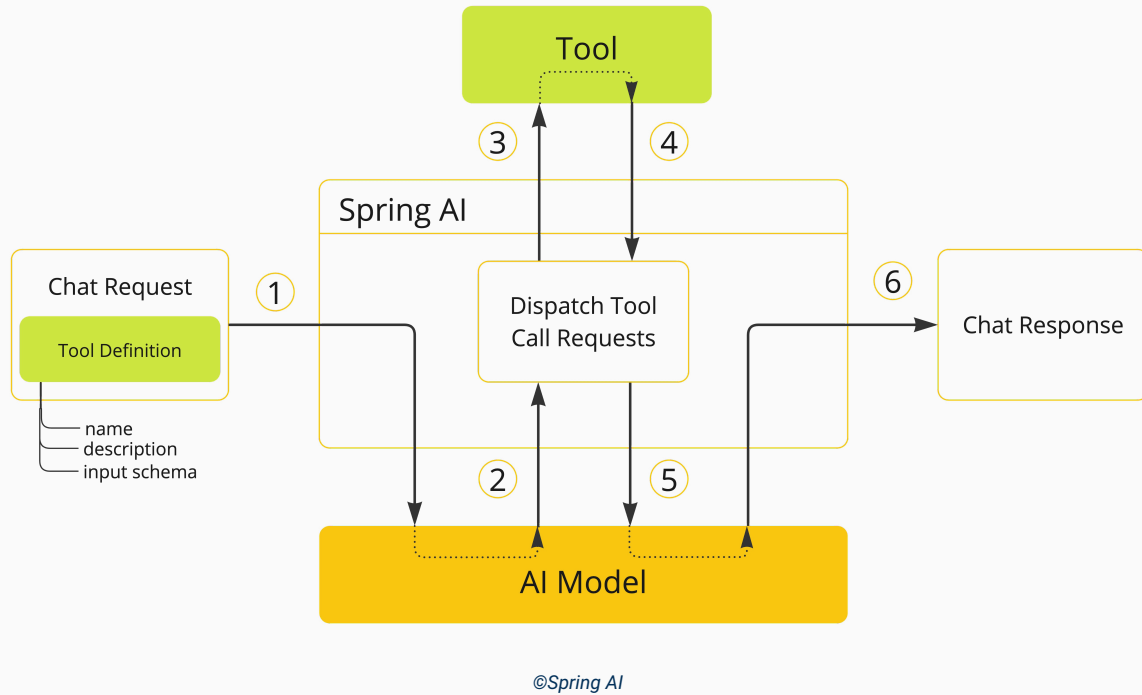 Tool
3
4
Spring AI
Chat Request
Tool Definition
name
description
input schema
1
Dispatch Tool
Call Requests
6
Chat Response
2
5
AI Model
©Spring AI